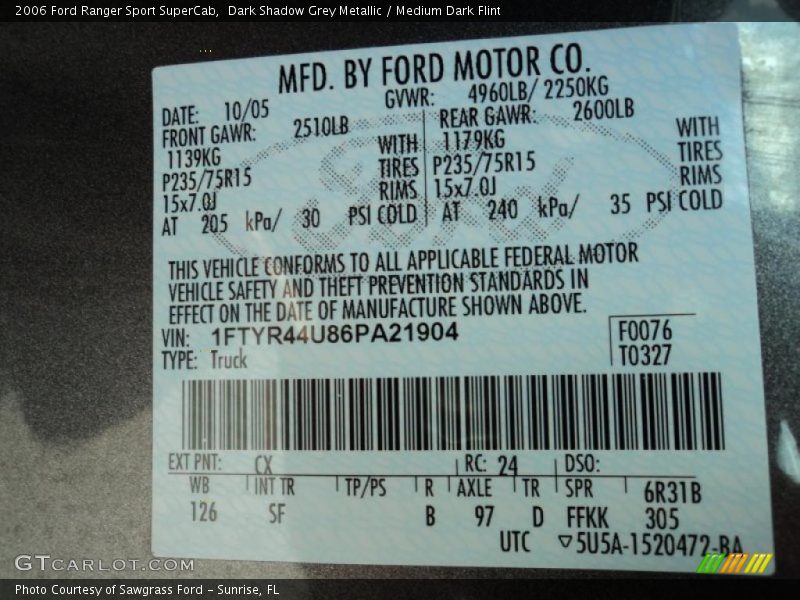 2006 Ford Ranger Sport SuperCab,  Dark Shadow Grey Metallic / Medium Dark Flint
MFD. BY FORD MOTOR CO.
DATE: 10/05 GVWR: 4960LB/ 2250KG
FRONT GAWR: 2510LB REAR GAWR: 2600LB
1139KG WITH 1179KG WITH
P235/75R15 TIRES P235/75R15 TIRES
15x7.0J RIMS 15x7.0J RIMS
AT 205 kPa/ 30 PSI COLD AT 240 kPa/ 35 PSI COLD
THIS VEHICLE CONFORMS TO ALL APPLICABLE FEDERAL MOTOR
VEHICLE SAFETY AND THEFT PREVENTION STANDARDS IN
EFFECT ON THE DATE OF MANUFACTURE SHOWN ABOVE.
VIN: 1FTYR44U86PA21904 F0076
TYPE: Truck T0327
EXT PNT: CX RC: 24 DSO:
WB INT TR TP/PS R AXLE TR SPR 6R31B
126 SF B 97 D FFKK 305
UTC ▽5U5A-1520472-BA
GTCarLot.com
Photo Courtesy of Sawgrass Ford - Sunrise, FL